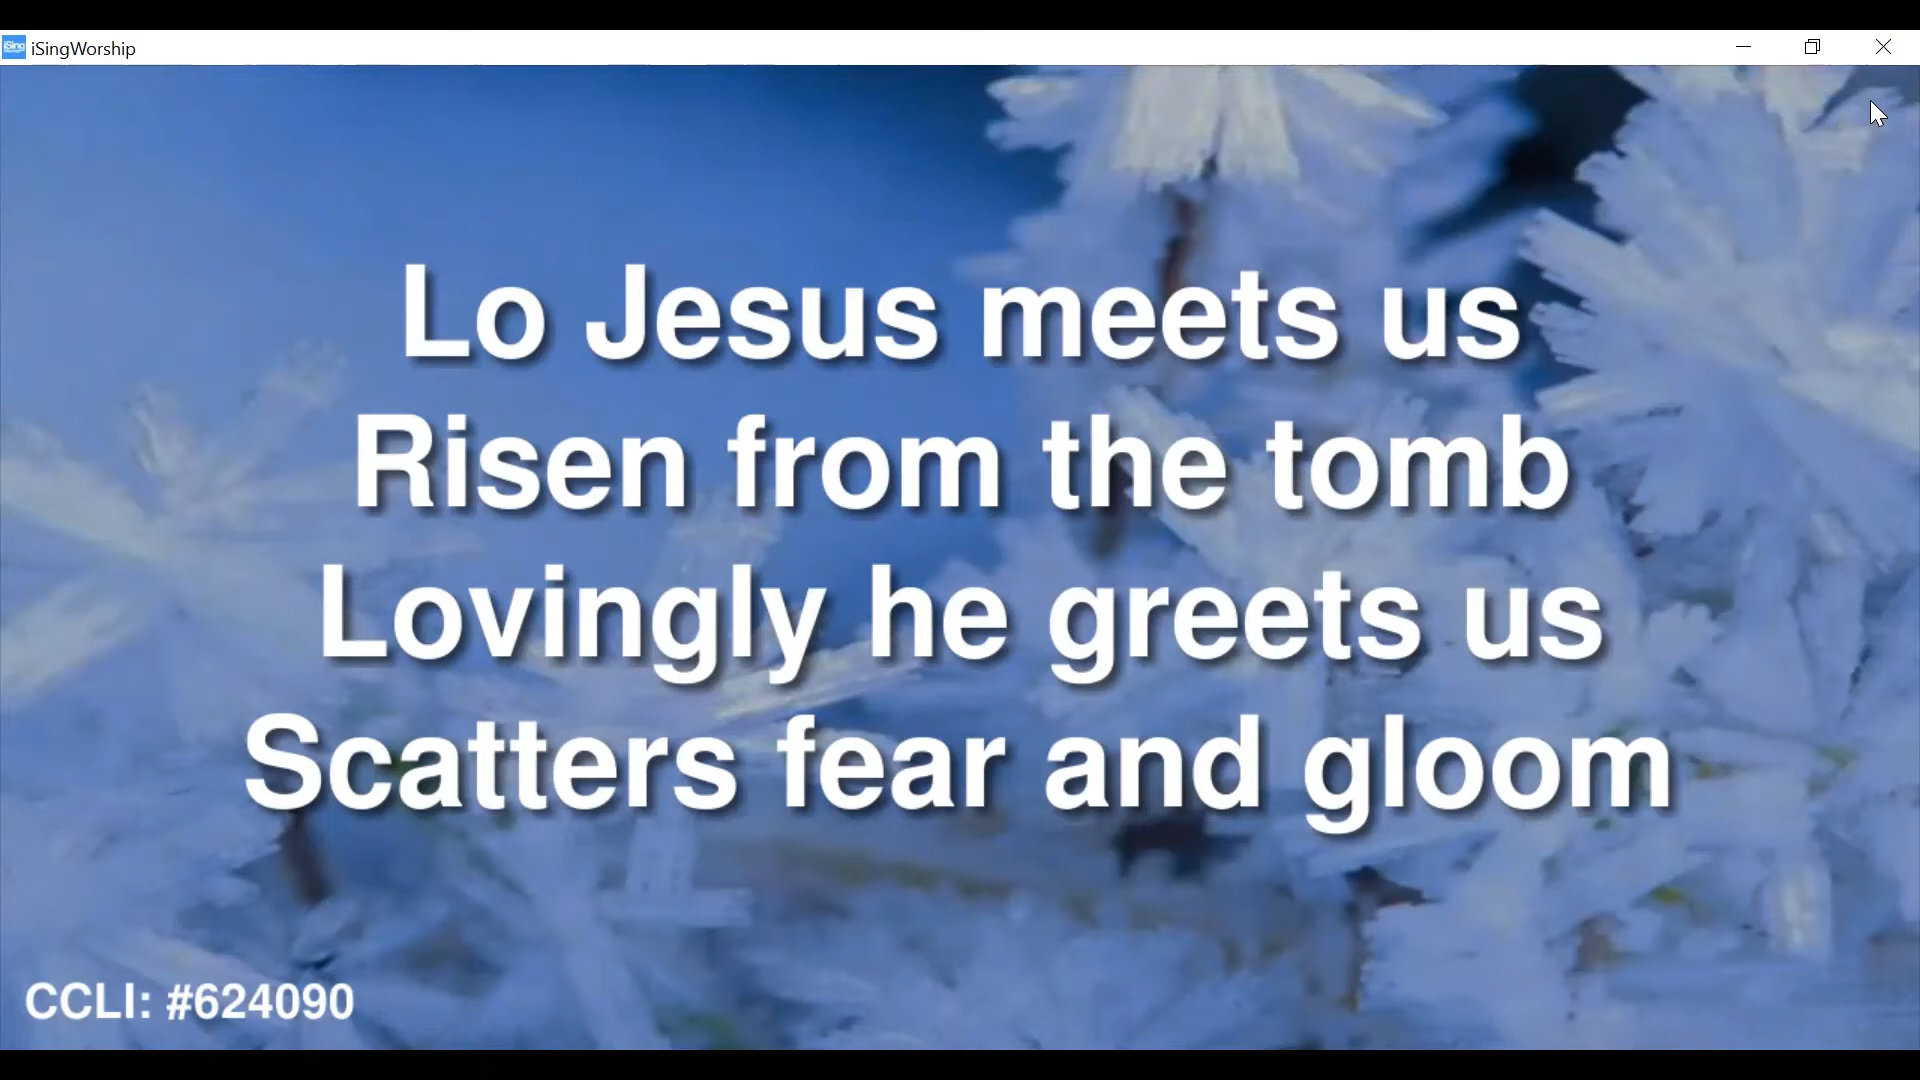 iSing
iSingWorship
Lo Jesus meets us
Risen from the tomb
Lovingly he greets us
Scatters fear and gloom
CCLI: #624090